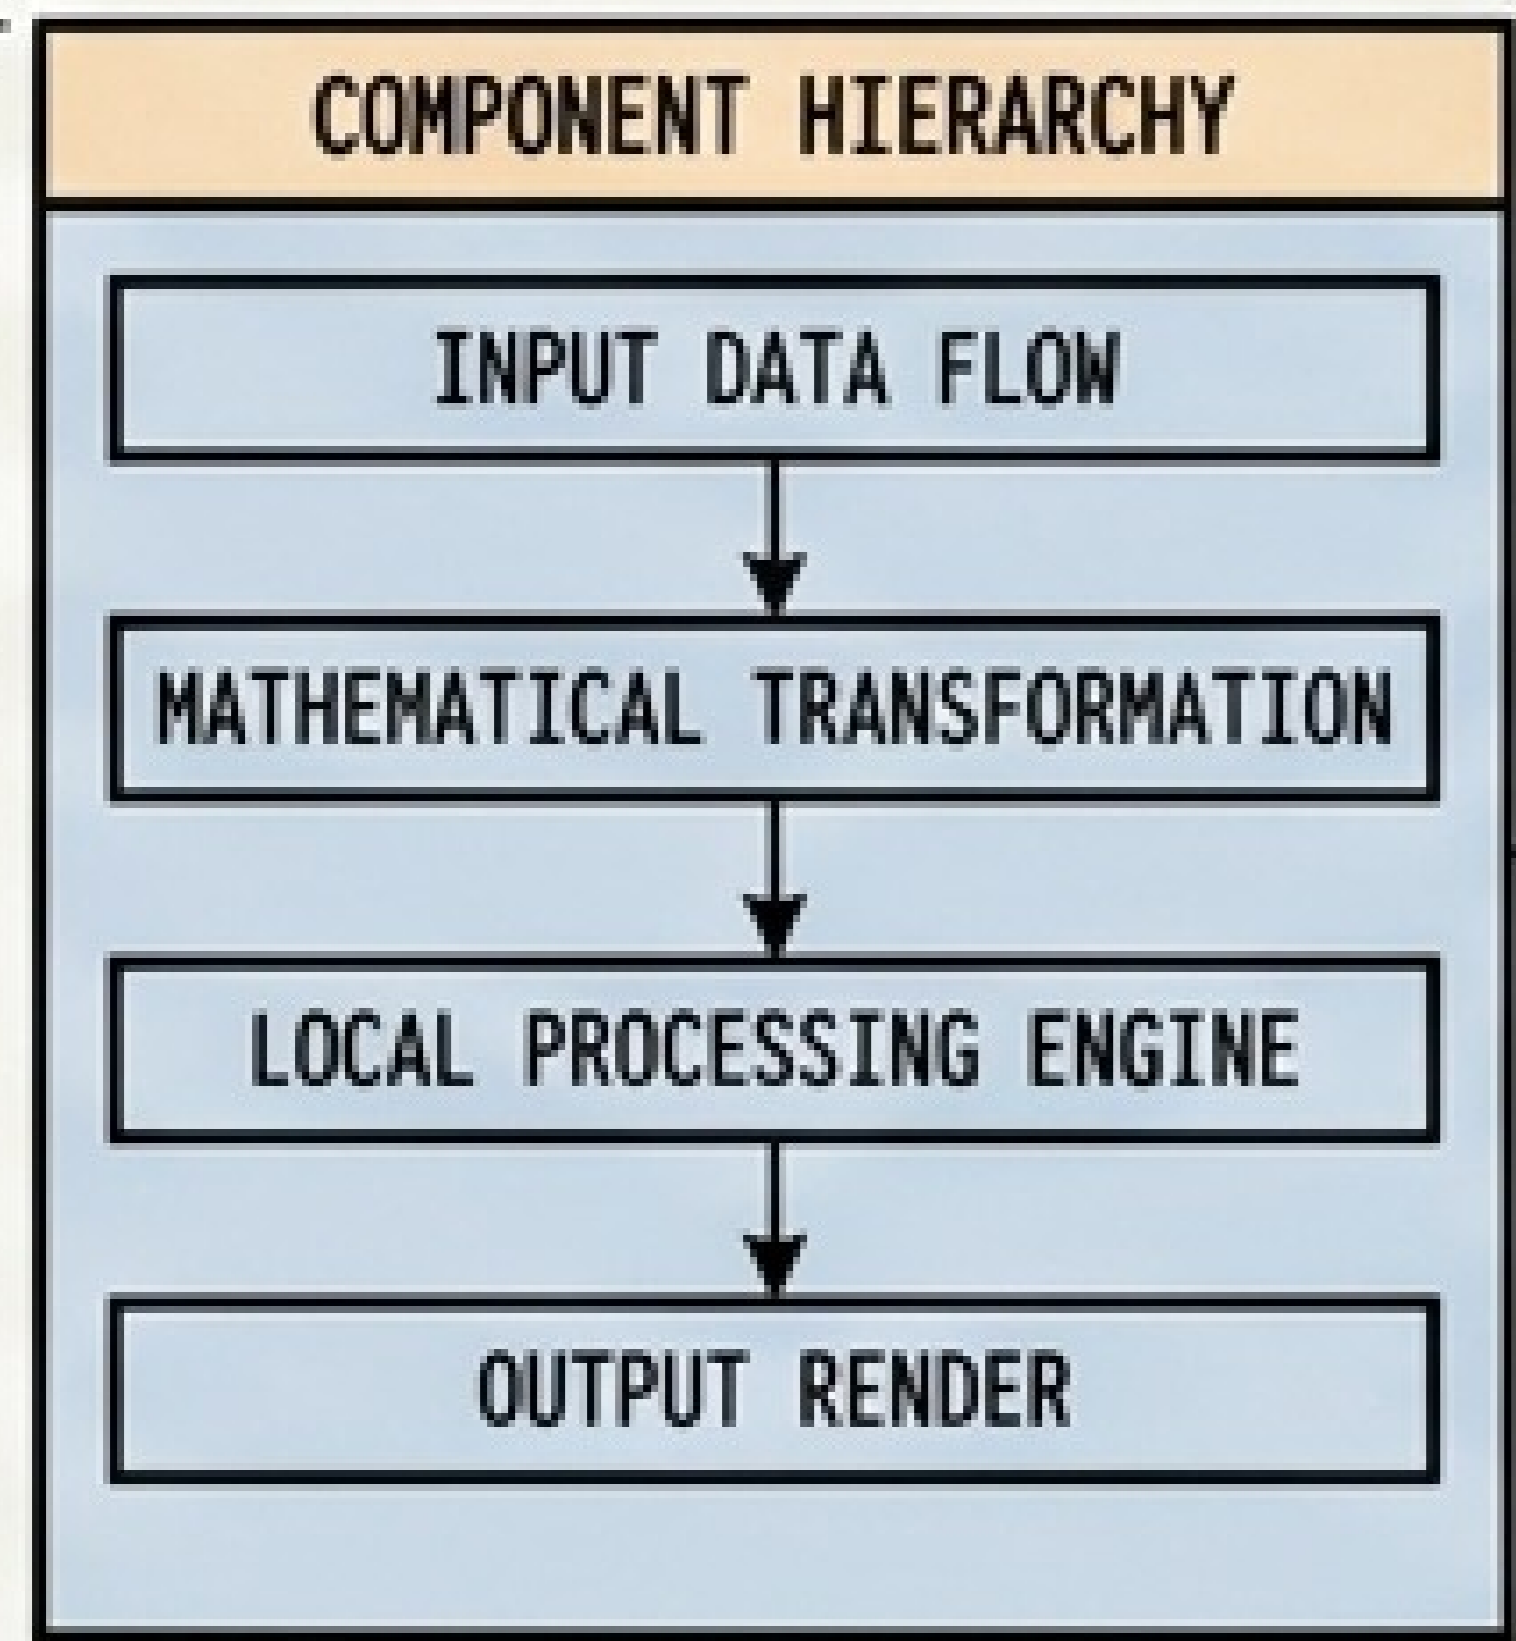 COMPONENT HIERARCHY
INPUT DATA FLOW
MATHEMATICAL TRANSFORMATION
LOCAL PROCESSING ENGINE
OUTPUT RENDER